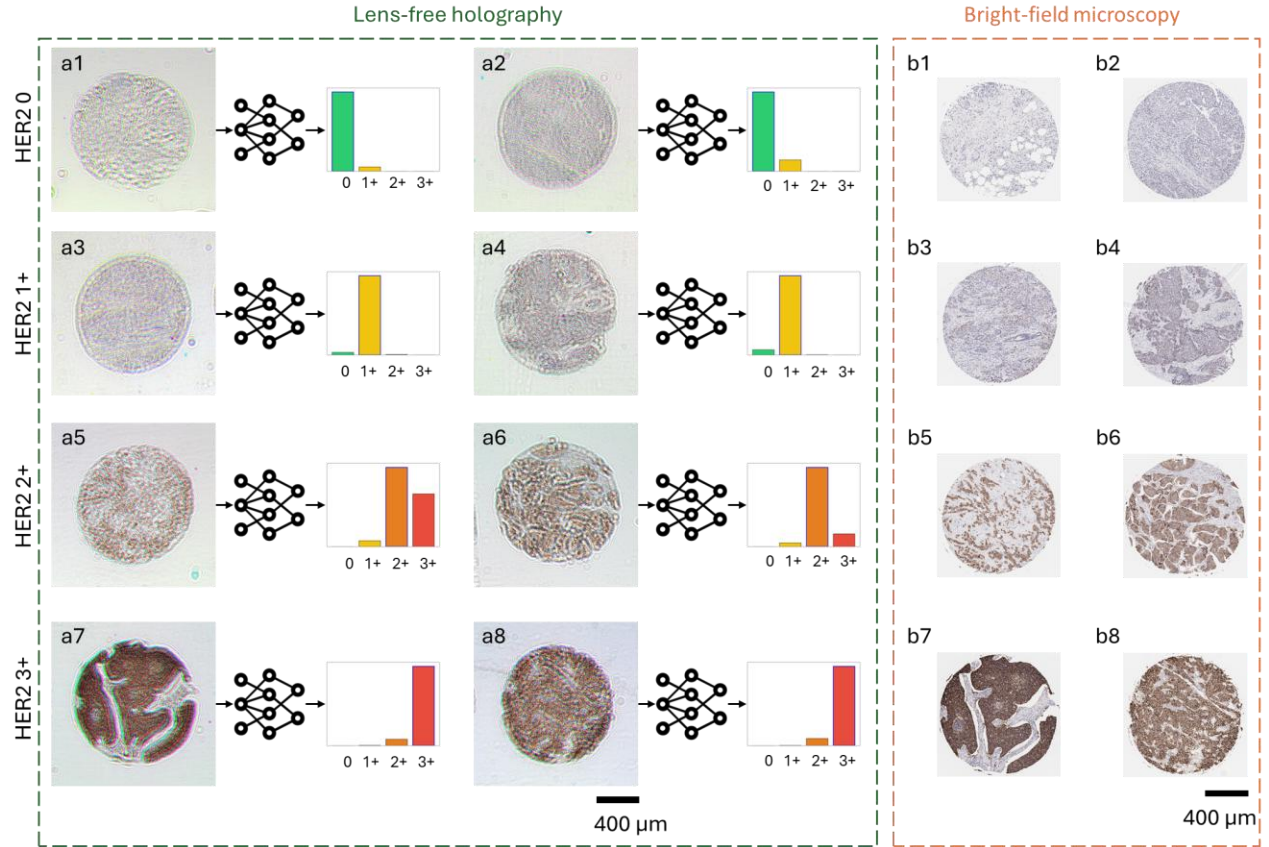 Lens-free holography
Bright-field microscopy
HER2 0
a1
0 1+ 2+ 3+
a2
0 1+ 2+ 3+
b1
b2
HER2 1+
a3
0 1+ 2+ 3+
a4
0 1+ 2+ 3+
b3
b4
HER2 2+
a5
0 1+ 2+ 3+
a6
0 1+ 2+ 3+
b5
b6
HER2 3+
a7
0 1+ 2+ 3+
a8
0 1+ 2+ 3+
b7
b8
400 µm
400 µm